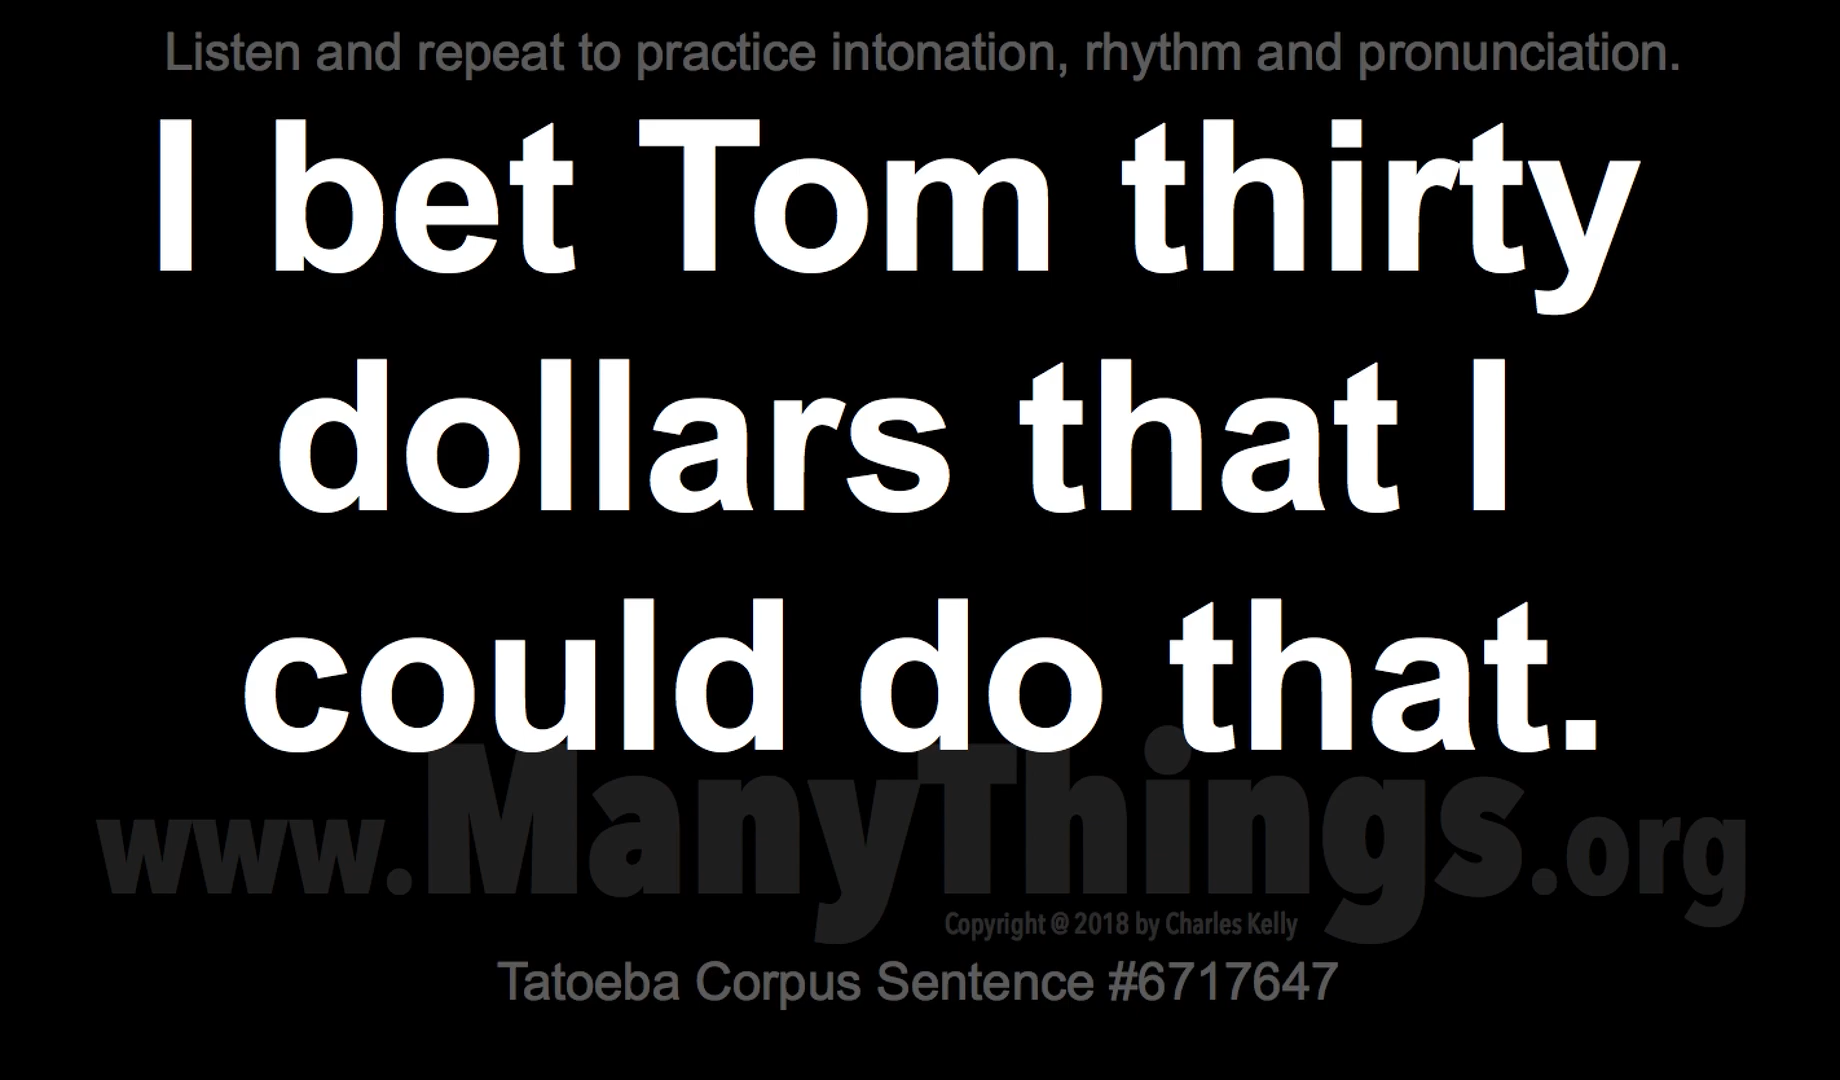 Listen and repeat to practice intonation, rhythm and pronunciation.
I bet Tom thirty
dollars that I
could do that.
www.ManyThings.org
Copyright @ 2018 by Charles Kelly
Tatoeba Corpus Sentence #6717647